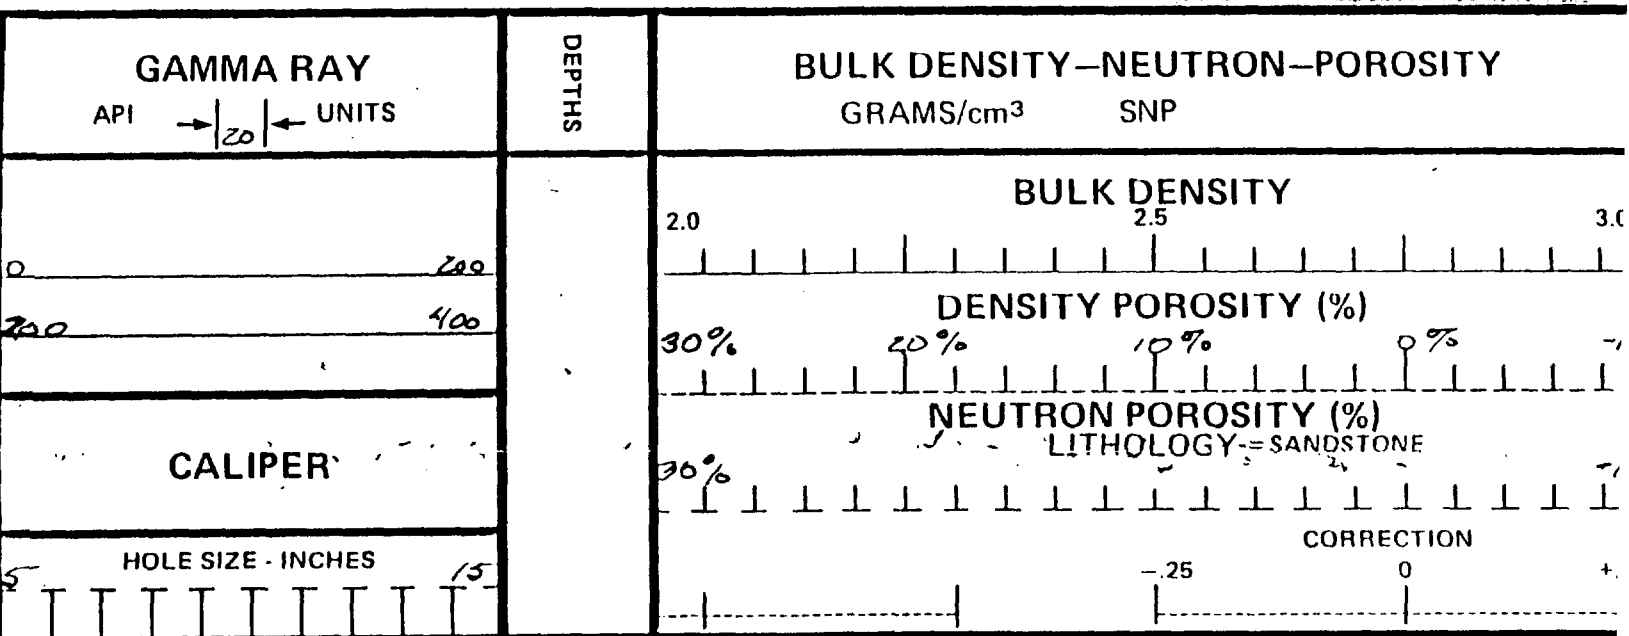 GAMMA RAY
API 20 UNITS
0 200
200 400
CALIPER
HOLE SIZE - INCHES
5 15
DEPTHS
BULK DENSITY–NEUTRON–POROSITY
GRAMS/cm3 SNP
BULK DENSITY
2.0 2.5
DENSITY POROSITY (%)
30% 20% 10% 0%
NEUTRON POROSITY (%)
LITHOLOGY = SANDSTONE
30%
CORRECTION
-.25 0